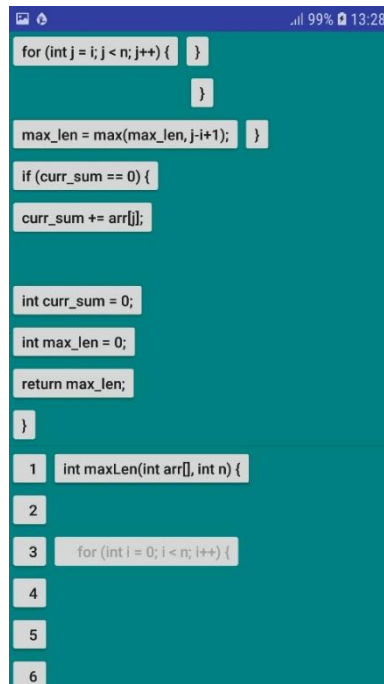 99% 13:28
for (int j = i; j < n; j++) { }
}
max_len = max(max_len, j-i+1); }
if (curr_sum == 0) {
curr_sum += arr[j];
int curr_sum = 0;
int max_len = 0;
return max_len;
}
1 int maxLen(int arr[], int n) {
2
3 for (int i = 0; i < n; i++) {
4
5
6